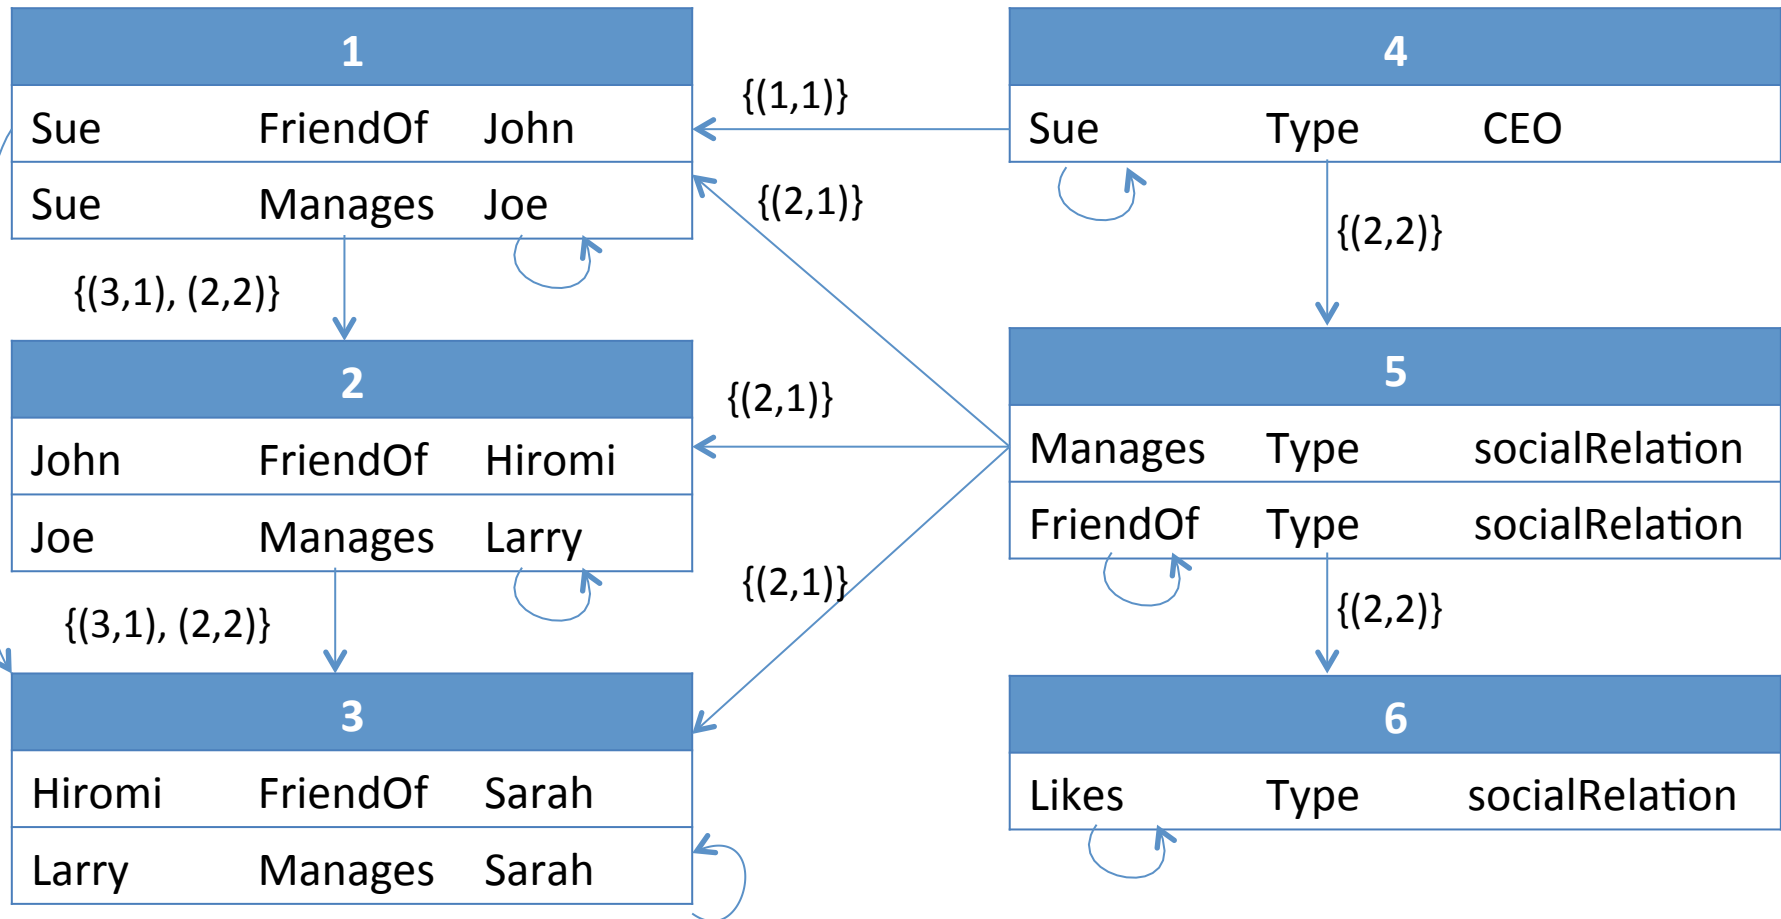 1
Sue FriendOf John
Sue Manages Joe
{(3,1), (2,2)}
2
John FriendOf Hiromi
Joe Manages Larry
{(3,1), (2,2)}
3
Hiromi FriendOf Sarah
Larry Manages Sarah
{(1,1)}
{(2,1)}
{(2,1)}
{(2,1)}
4
Sue Type CEO
{(2,2)}
5
Manages Type socialRelation
FriendOf Type socialRelation
{(2,2)}
6
Likes Type socialRelation